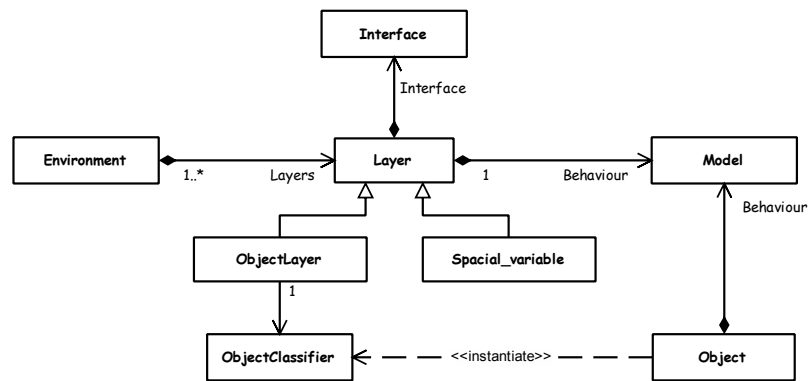 Interface
Interface
Environment
Layer
Model
1..*
Layers
1
Behaviour
Behaviour
ObjectLayer
Spacial_variable
1
ObjectClassifier
<<instantiate>>
Object